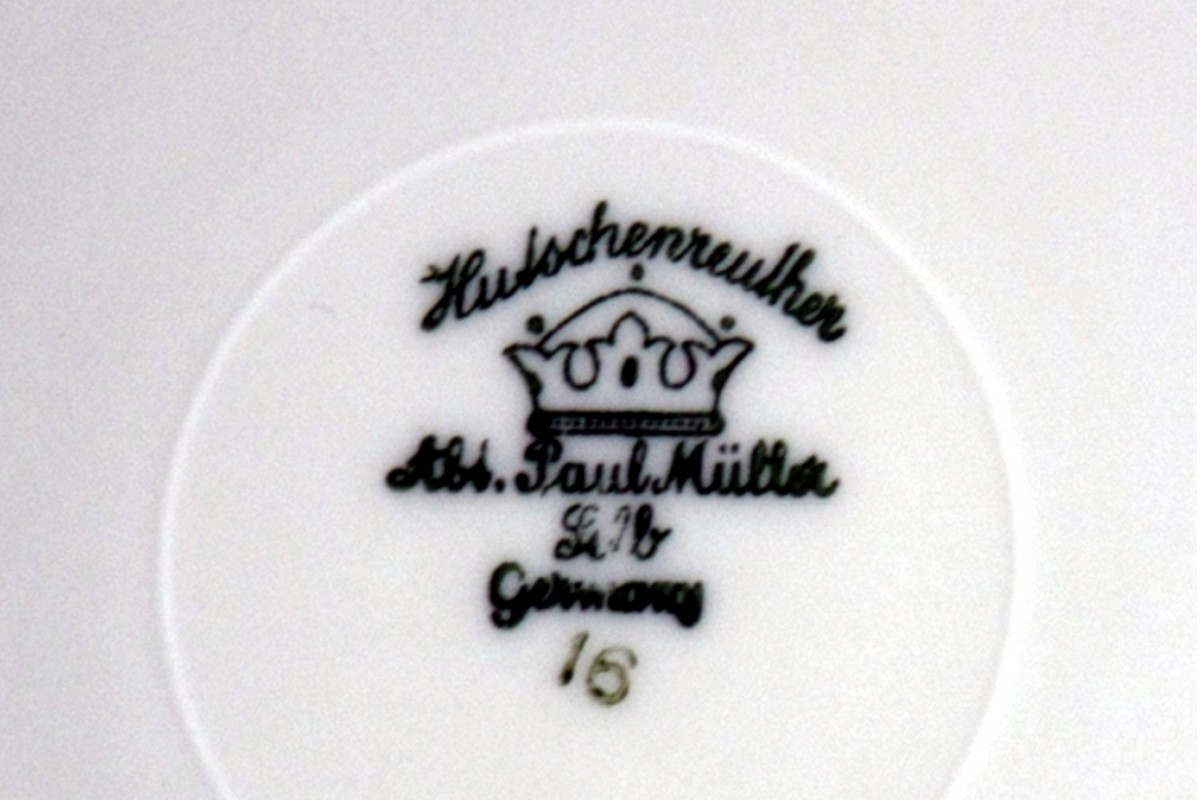 Hutschenreuther
Abt. Paul Müller
Selb
Germany
16